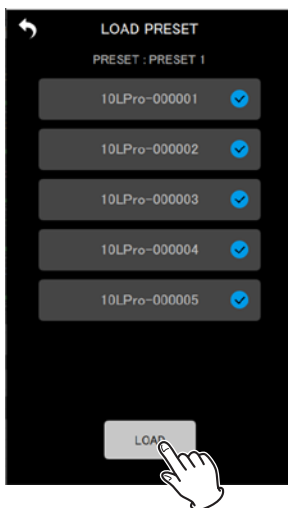 LOAD PRESET
PRESET : PRESET 1
10LPro-000001
10LPro-000002
10LPro-000003
10LPro-000004
10LPro-000005
LOAD